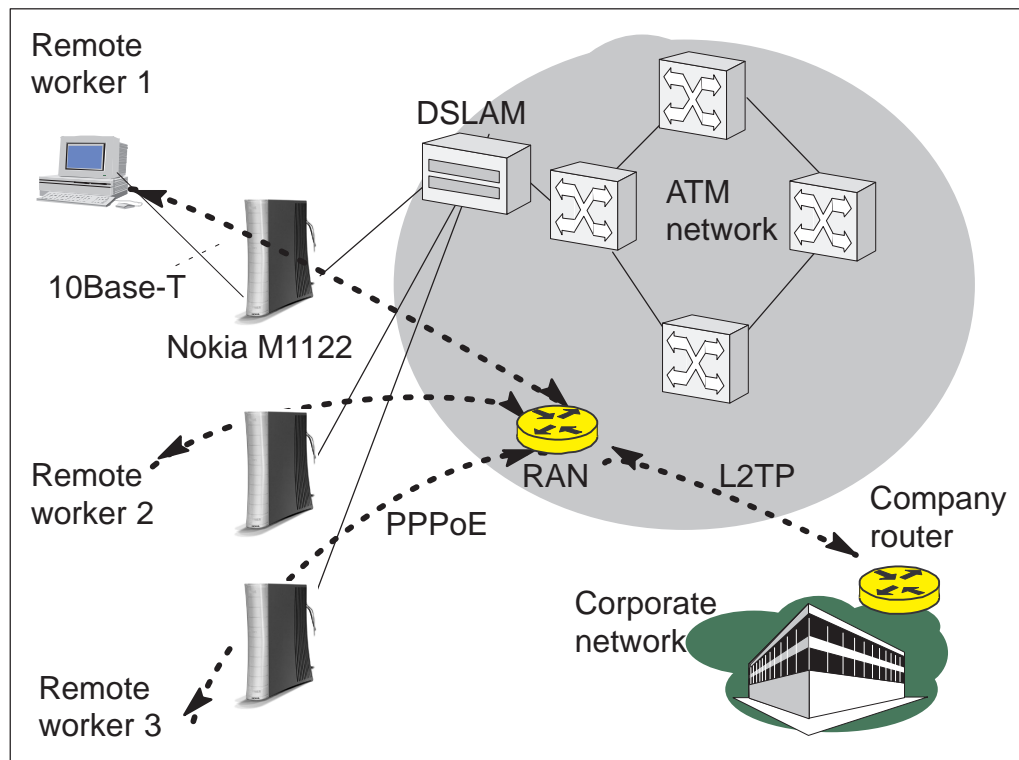 Remote
worker 1
DSLAM
ATM
network
10Base-T
Nokia M1122
Remote
worker 2
RAN
L2TP
PPPoE
Company
router
Corporate
network
Remote
worker 3